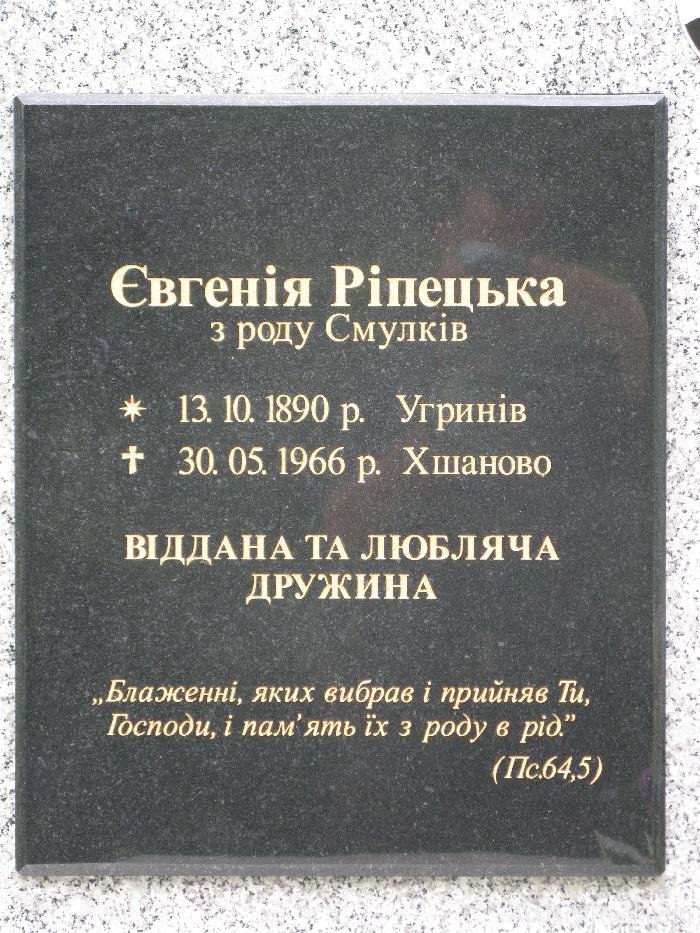 Євгенія Ріпецька
з роду Смулків
✴ 13. 10. 1890 р. Угринів
✝ 30. 05. 1966 р. Хшаново
ВІДДАНА ТА ЛЮБЛЯЧА
ДРУЖИНА
„Блаженні, яких вибрав і прийняв Ти,
Господи, і пам’ять їх з роду в рід.”
(Пс.64,5)